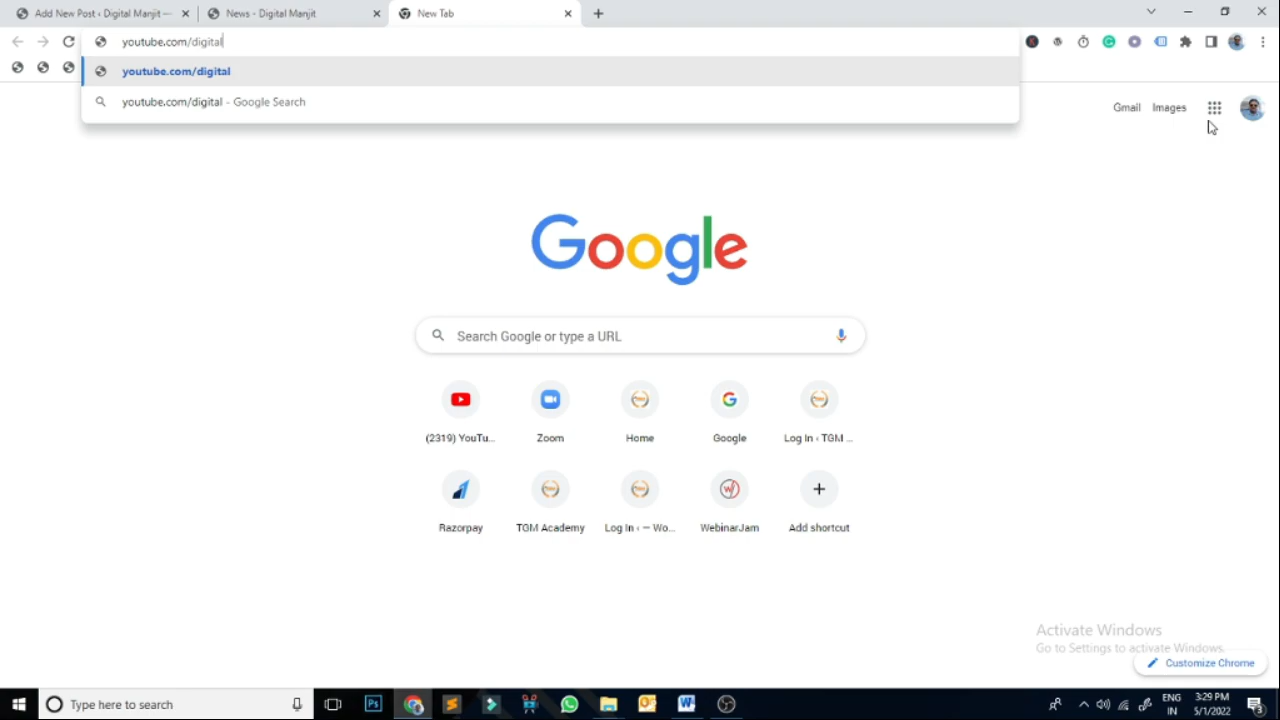 Add New Post ‹ Digital Manjit —
News - Digital Manjit
New Tab
youtube.com/digital
youtube.com/digital
youtube.com/digital - Google Search
Gmail
Images
Google
Search Google or type a URL
(2319) YouTu...
Zoom
Home
Google
Log In ‹ TGM ...
Razorpay
TGM Academy
Log In ‹ — Wo...
WebinarJam
Add shortcut
Activate Windows
Go to Settings to activate Windows.
Customize Chrome
Type here to search
Ps
W
ENG
IN
3:29 PM
5/1/2022
3